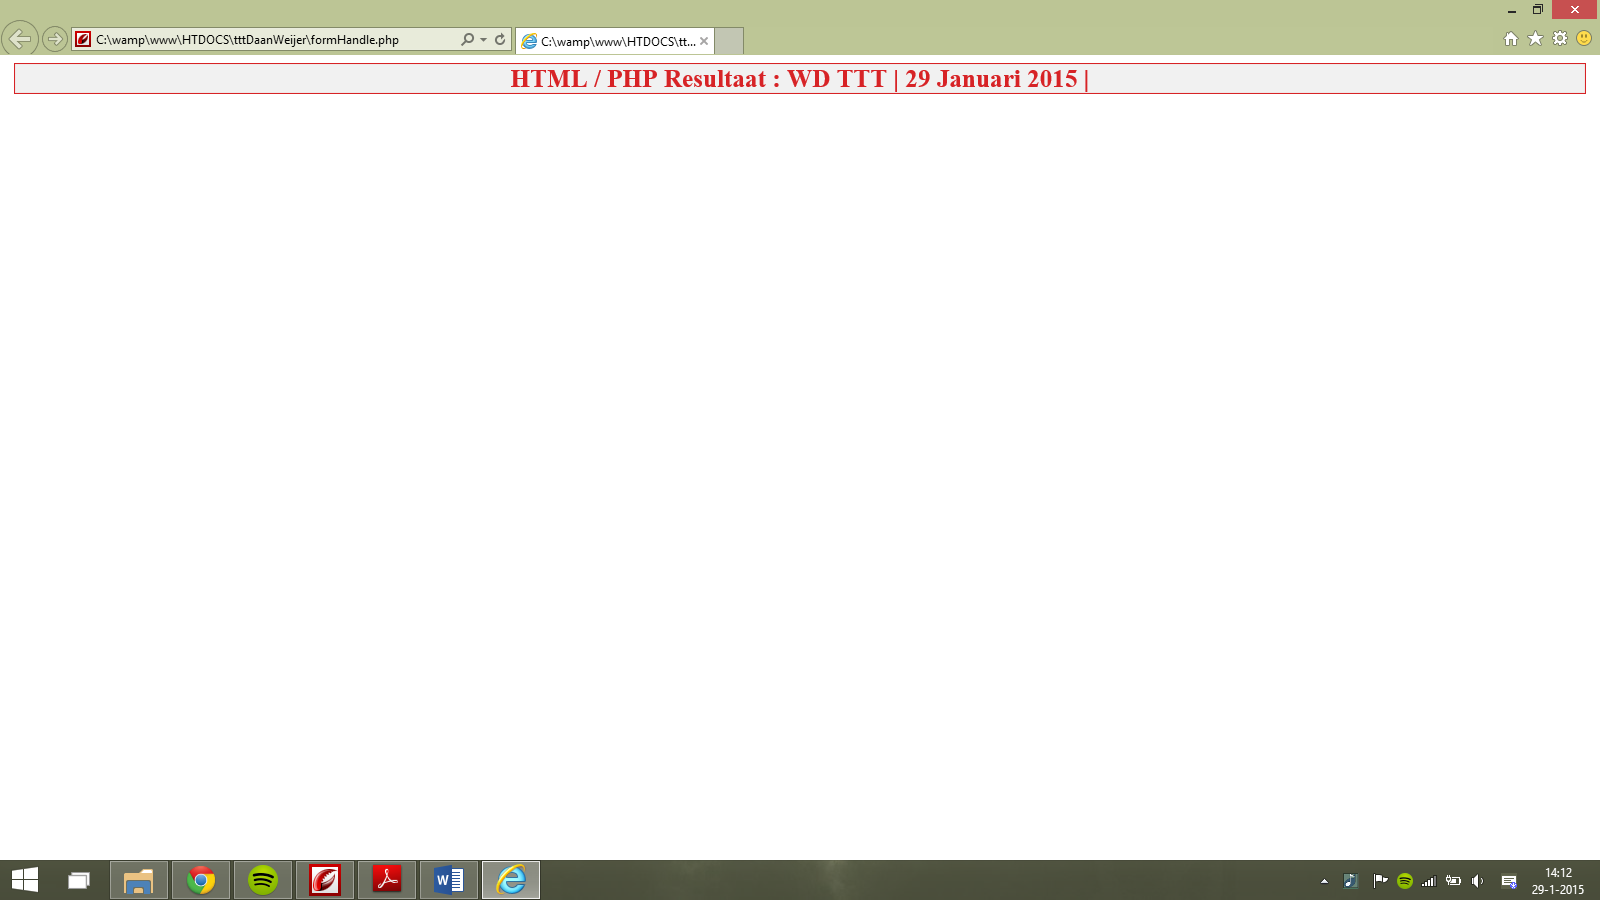 C:\wamp\www\HTDOCS\tttDaanWeijer\formHandle.php
C:\wamp\www\HTDOCS\tt...
HTML / PHP Resultaat : WD TTT | 29 Januari 2015 |
14:12
29-1-2015